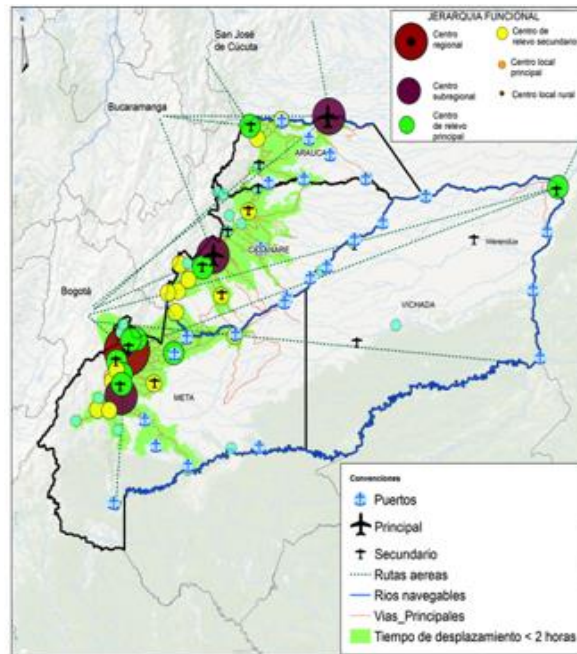 JERARQUIA FUNCIONAL
Centro
regional
Centro
subregional
Centro
de relevo
principal
Centro de
relevo secundario
Centro local
principal
Centro local rural
San José
de Cúcuta
Bucaramanga
ARAUCA
CASANARE
Bogotá
VICHADA
META
Convenciones
Puertos
Principal
Secundario
Rutas aereas
Rios navegables
Vias_Principales
Tiempo de desplazamiento < 2 horas